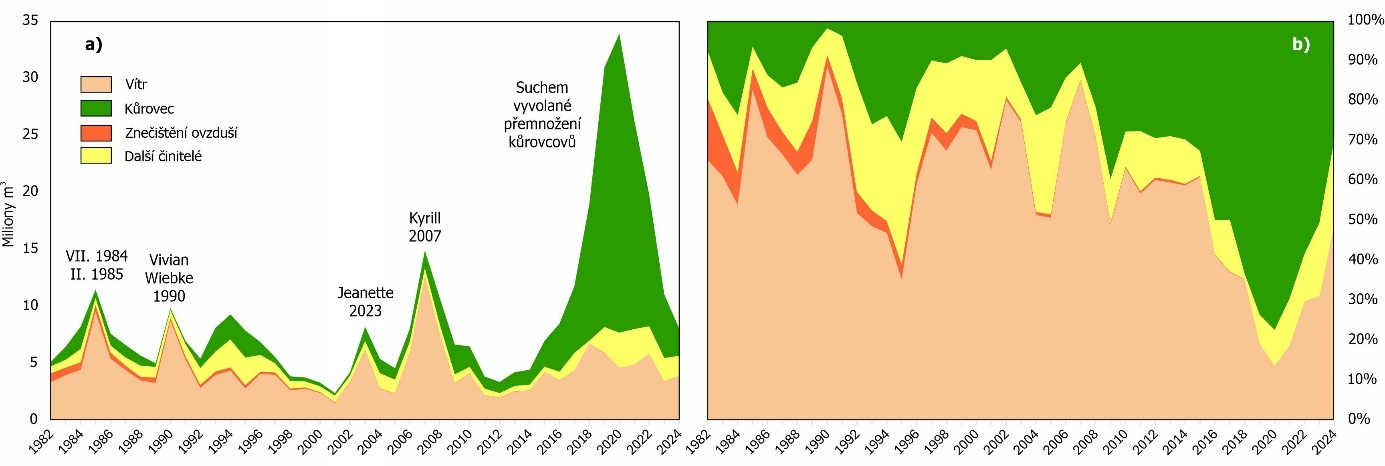 a)
Vítr
Kůrovec
Znečištění ovzduší
Další činitelé
Suchem
vyvolané
přemnožení
kůrovcovů
VII. 1984
II. 1985
Vivian
Wiebke
1990
Jeanette
2023
Kyrill
2007
Miliony m³
35
30
25
20
15
10
5
0
1982 1984 1986 1988 1990 1992 1994 1996 1998 2000 2002 2004 2006 2008 2010 2012 2014 2016 2018 2020 2022 2024
b)
100%
90%
80%
70%
60%
50%
40%
30%
20%
10%
0%
1982 1984 1986 1988 1990 1992 1994 1996 1998 2000 2002 2004 2006 2008 2010 2012 2014 2016 2018 2020 2022 2024